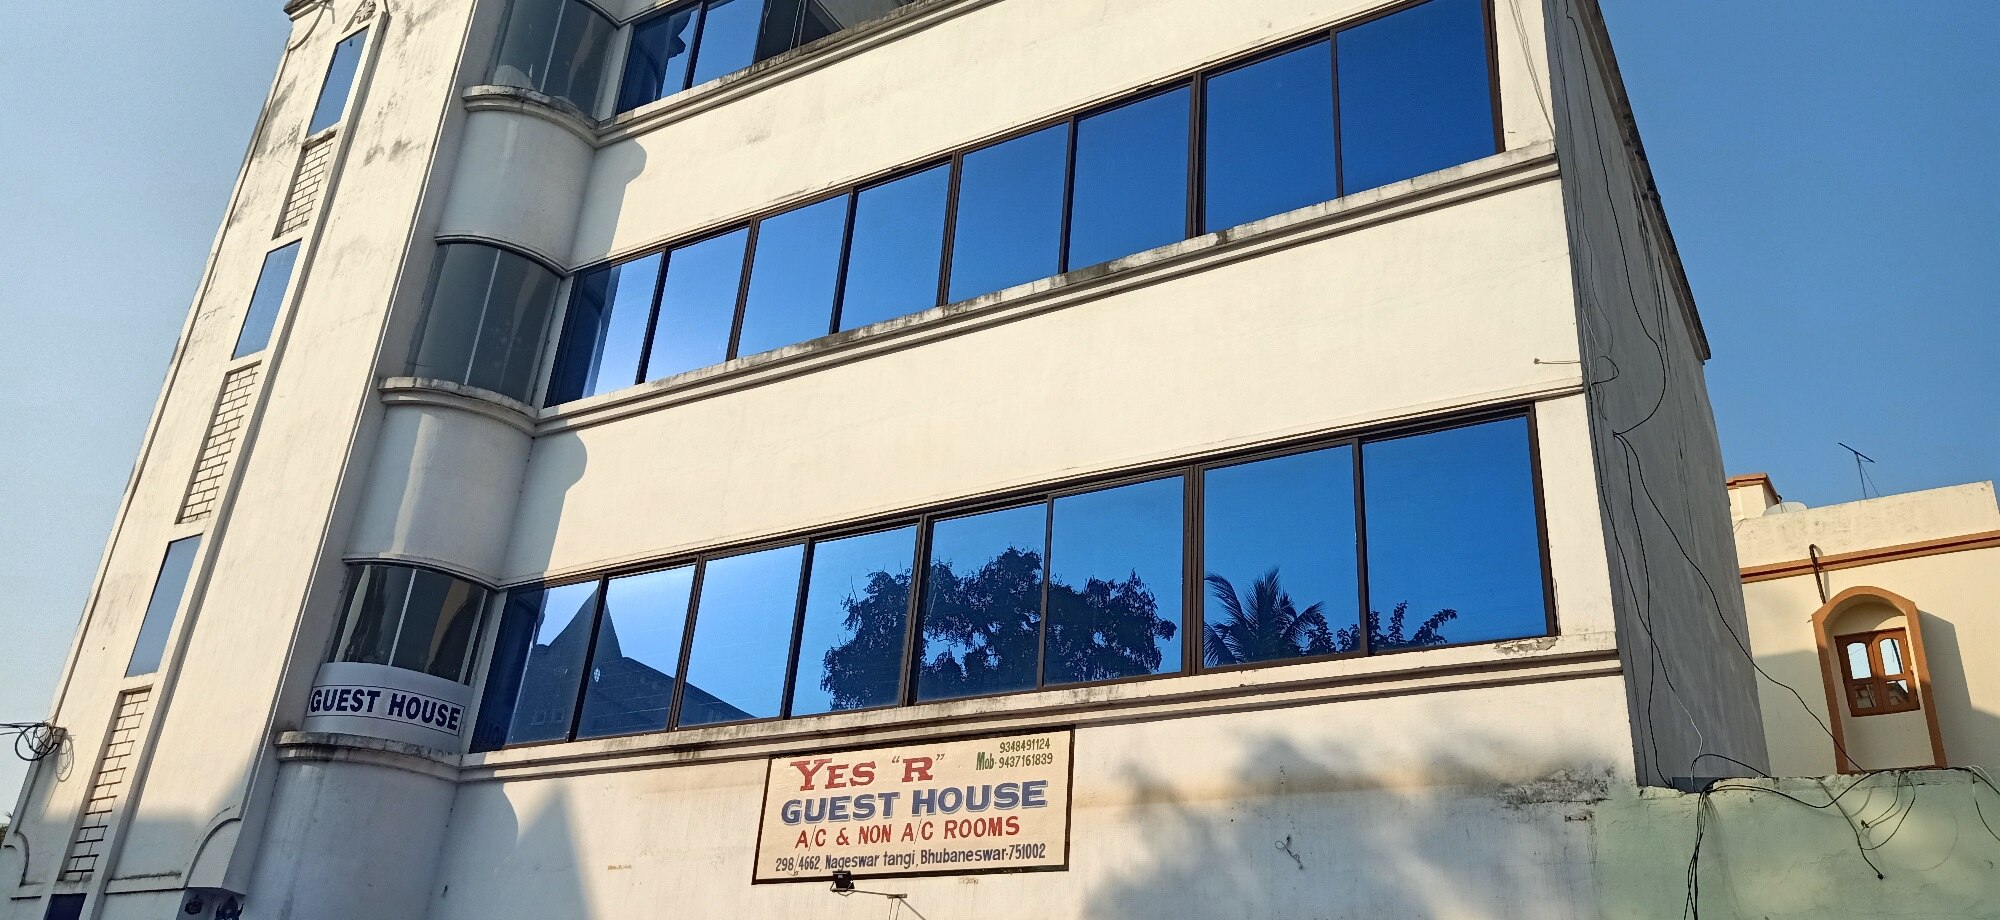 GUEST HOUSE
YES "R"
9348491124
Mob- 9437161839
GUEST HOUSE
A/C & NON A/C ROOMS
298/4662, Nageswar tangi, Bhubaneswar-751002